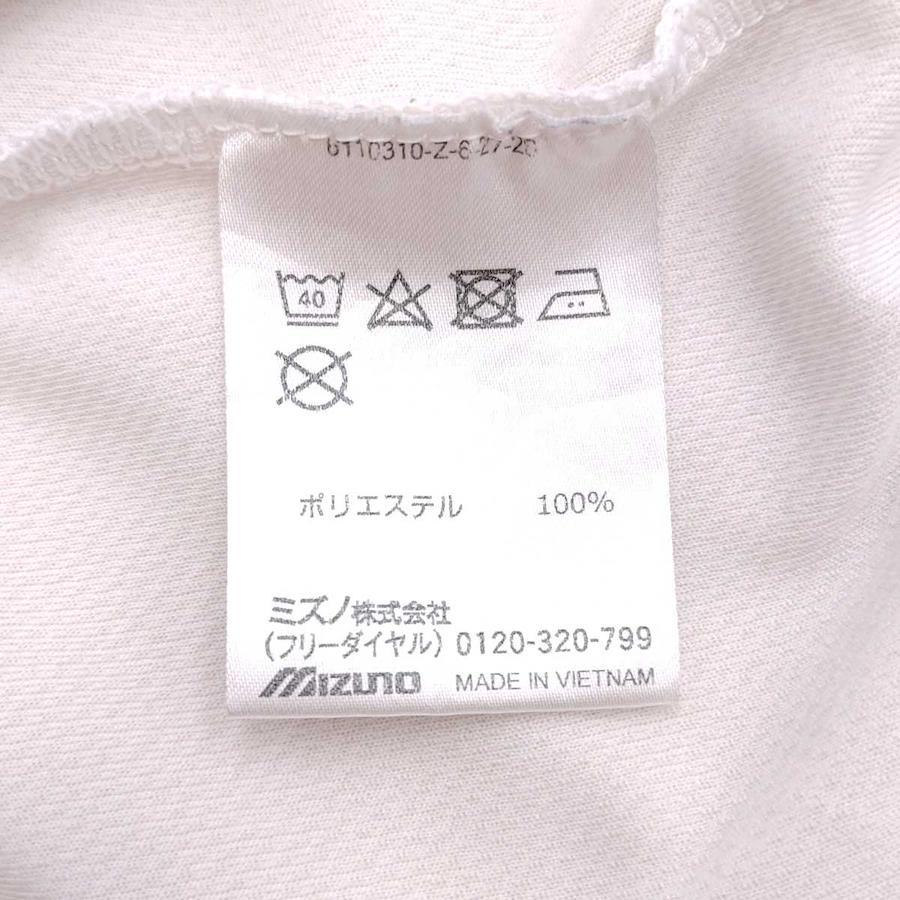 6110310-Z-6-27-20
40
ポリエステル 100%
ミズノ株式会社
(フリーダイヤル) 0120-320-799
MIZUNO MADE IN VIETNAM